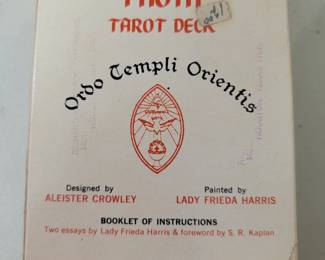 TAROT DECK
Ordo Templi Orientis
Designed by
ALEISTER CROWLEY
Painted by
LADY FRIEDA HARRIS
BOOKLET OF INSTRUCTIONS
Two essays by Lady Frieda Harris & foreword by S. R. Kaplan